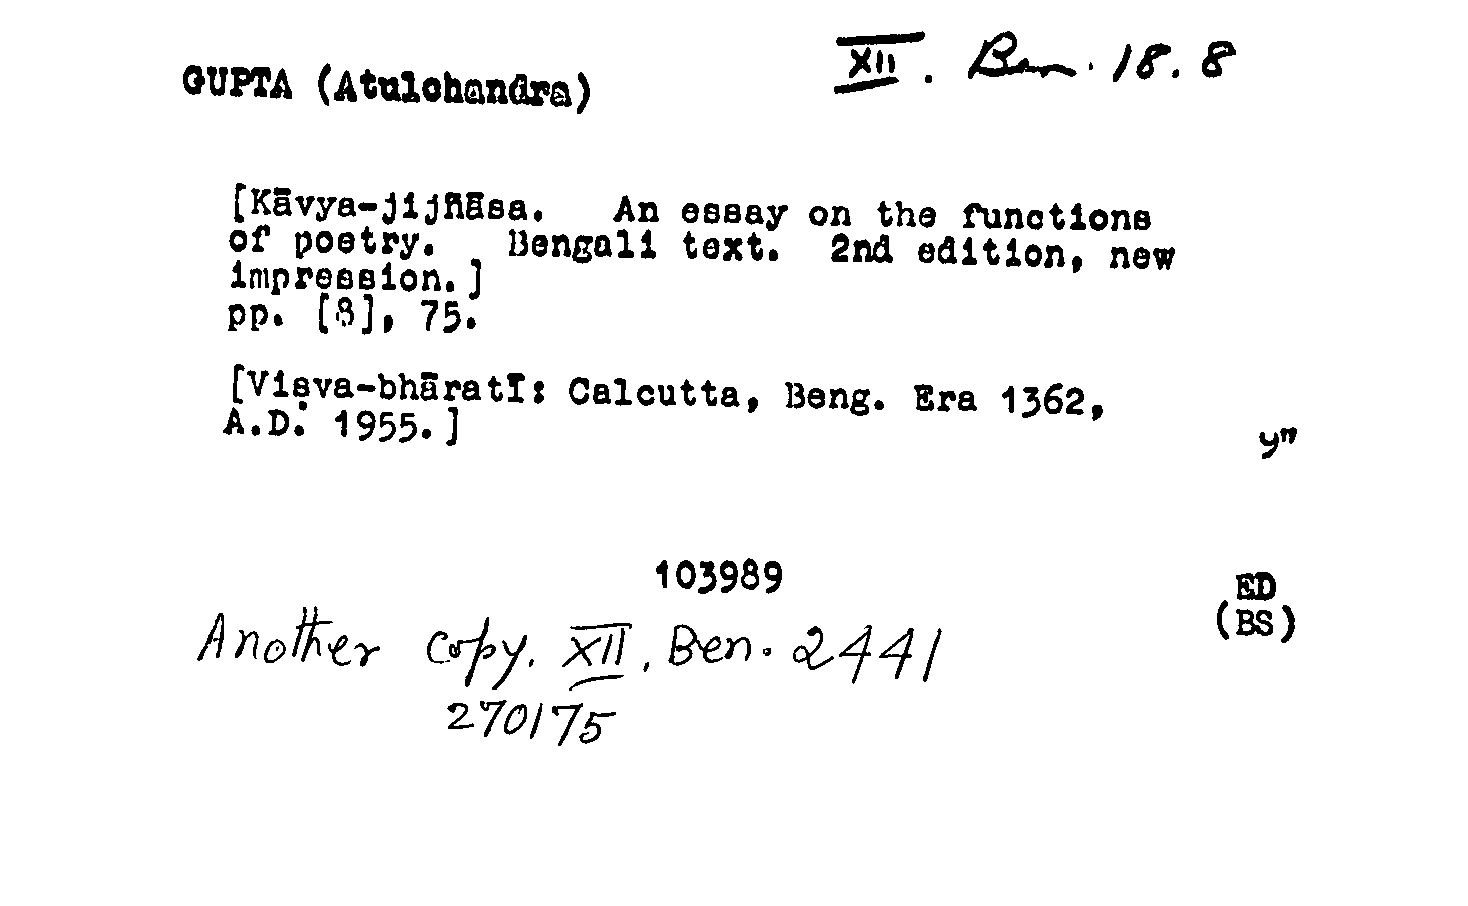 GUPTA (Atulchandra)
XII. Ben. 18.8
[Kāvya-jijñāsa. An essay on the functions
of poetry. Bengali text. 2nd edition, new
impression.]
pp. [8], 75.
[Visva-bhāratī: Calcutta, Beng. Era 1362,
A.D. 1955.]
y"
103989
ED
(BS)
Another copy. XII. Ben. 2441
270175